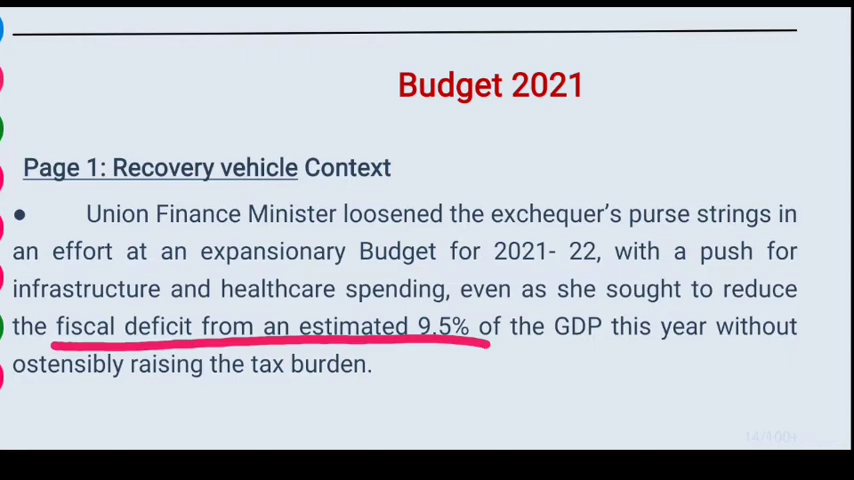 Budget 2021
Page 1: Recovery vehicle Context
● Union Finance Minister loosened the exchequer's purse strings in
an effort at an expansionary Budget for 2021- 22, with a push for
infrastructure and healthcare spending, even as she sought to reduce
the fiscal deficit from an estimated 9.5% of the GDP this year without
ostensibly raising the tax burden.